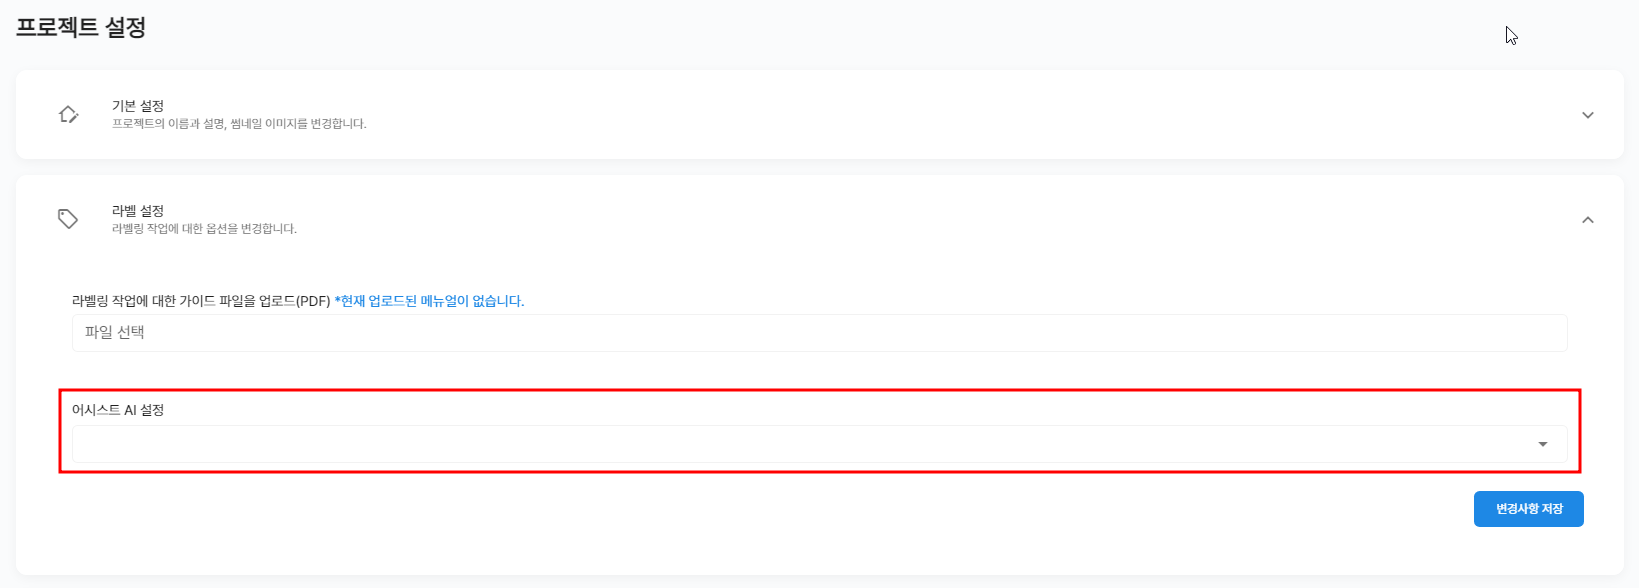 프로젝트 설정
기본 설정
프로젝트의 이름과 설명, 썸네일 이미지를 변경합니다.
라벨 설정
라벨링 작업에 대한 옵션을 변경합니다.
라벨링 작업에 대한 가이드 파일을 업로드(PDF) *현재 업로드된 메뉴얼이 없습니다.
파일 선택
어시스트 AI 설정
변경사항 저장